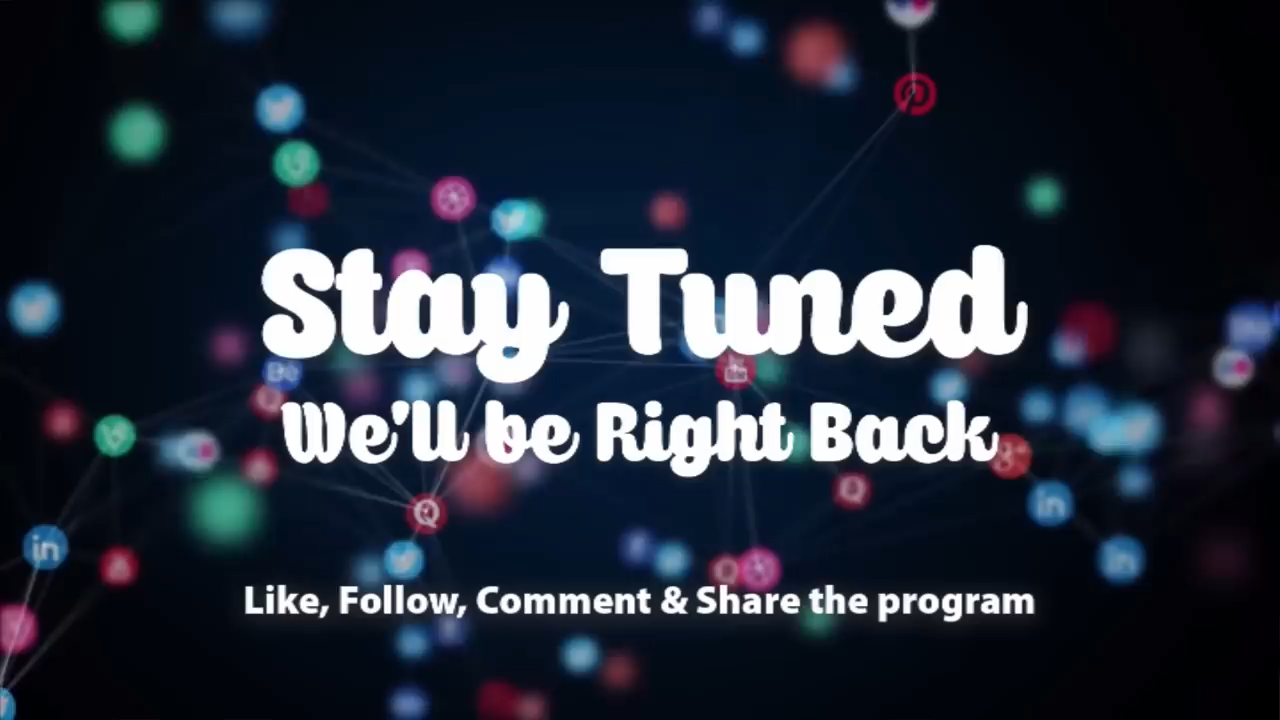 Stay Tuned
We'll be Right Back
Like, Follow, Comment & Share the program